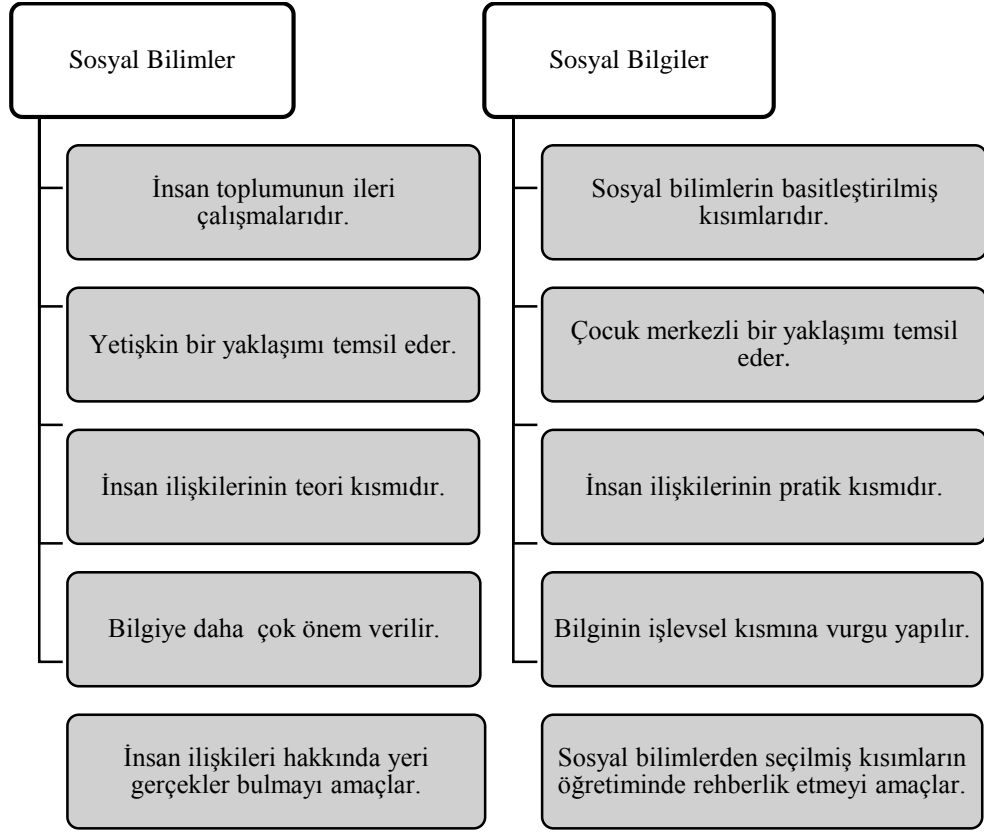 Sosyal Bilimler
İnsan toplumunun ileri
çalışmalarıdır.
Yetişkin bir yaklaşımı temsil eder.
İnsan ilişkilerinin teori kısmıdır.
Bilgiye daha çok önem verilir.
İnsan ilişkileri hakkında yeri
gerçekler bulmayı amaçlar.
Sosyal Bilgiler
Sosyal bilimlerin basitleştirilmiş
kısımlarıdır.
Çocuk merkezli bir yaklaşımı temsil
eder.
İnsan ilişkilerinin pratik kısmıdır.
Bilginin işlevsel kısmına vurgu yapılır.
Sosyal bilimlerden seçilmiş kısımların
öğretiminde rehberlik etmeyi amaçlar.